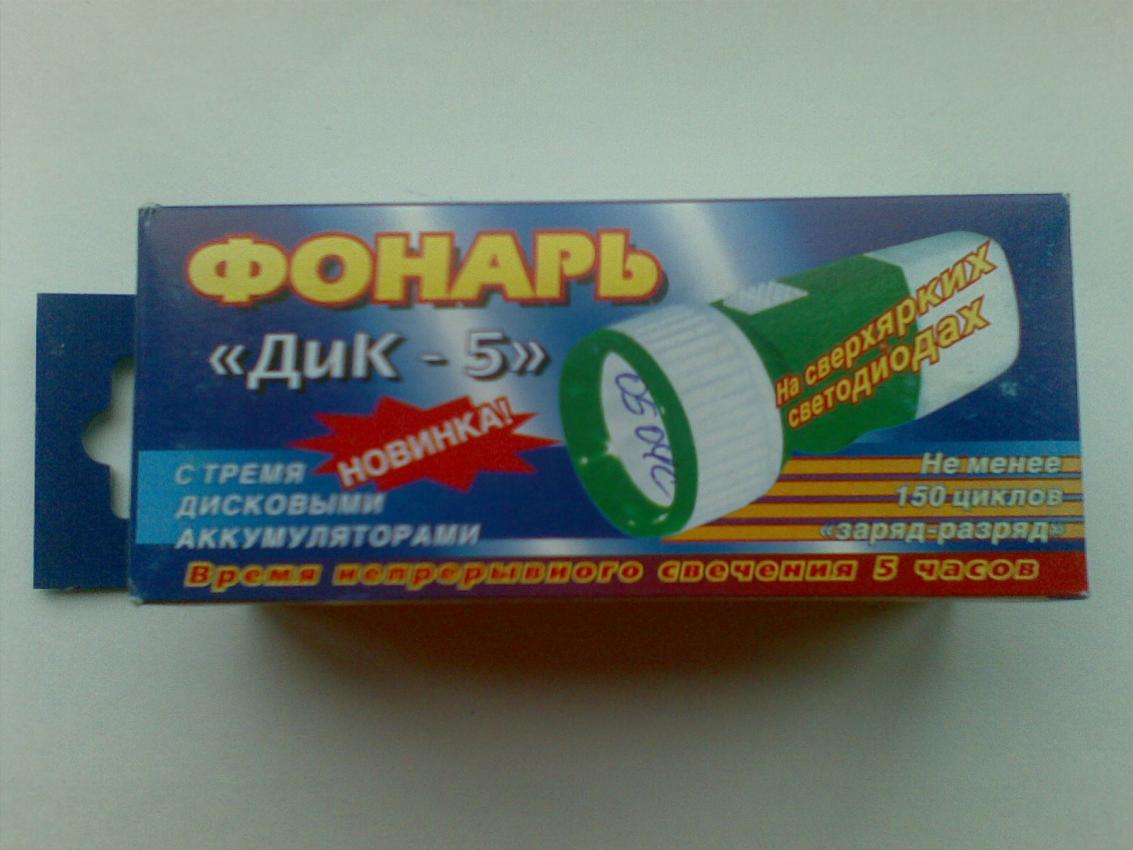 ФОНАРЬ
«ДиК - 5»
НОВИНКА!
На сверхярких
светодиодах
С ТРЕМЯ
ДИСКОВЫМИ
АККУМУЛЯТОРАМИ
Не менее
150 циклов
«заряд-разряд»
Время непрерывного свечения 5 часов